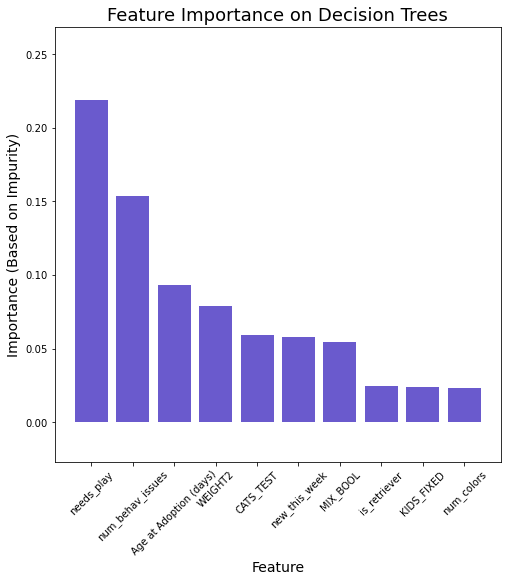 Feature Importance on Decision Trees
Importance (Based on Impurity)
0.25
0.20
0.15
0.10
0.05
0.00
needs_play
num_behav_issues
Age at Adoption (days)
WEIGHT2
CATS_TEST
new_this_week
MIX_BOOL
is_retriever
KIDS_FIXED
num_colors
Feature